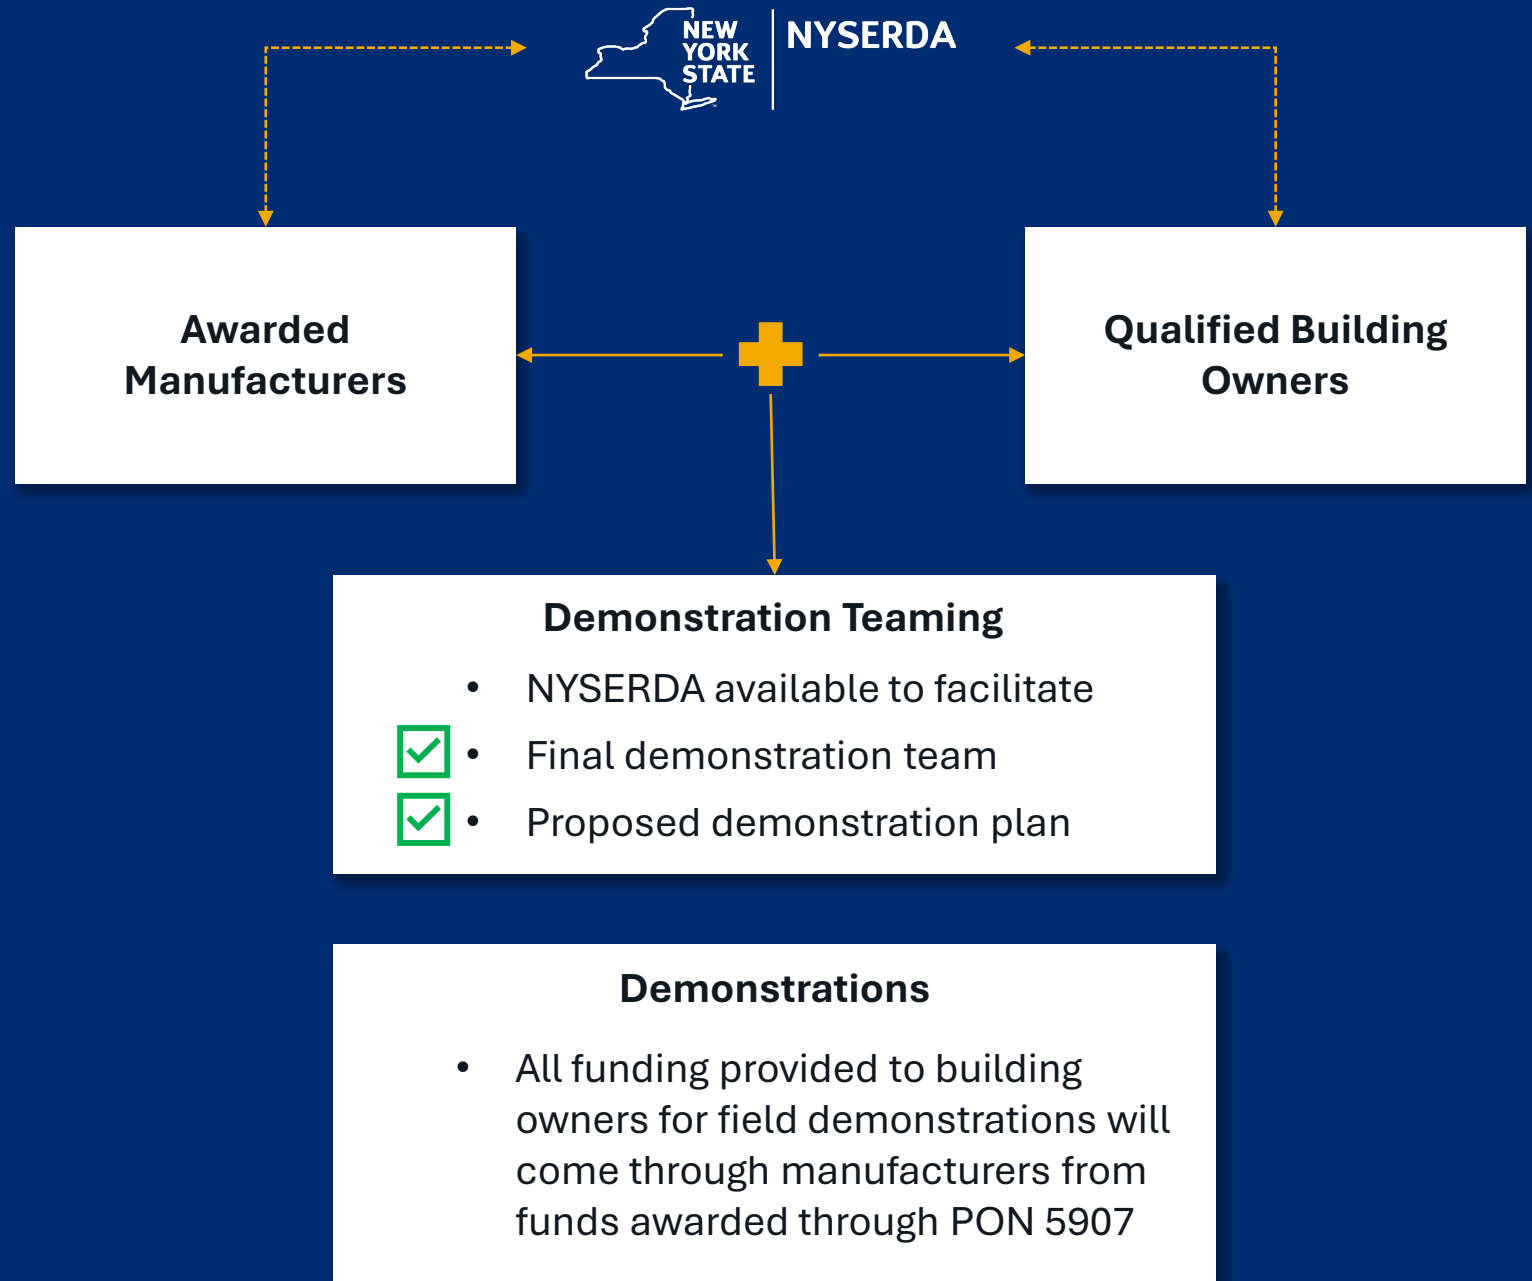 NEW
YORK
STATE
NYSERDA
Awarded
Manufacturers
Qualified Building
Owners
Demonstration Teaming
• NYSERDA available to facilitate
• Final demonstration team
• Proposed demonstration plan
Demonstrations
• All funding provided to building
owners for field demonstrations will
come through manufacturers from
funds awarded through PON 5907